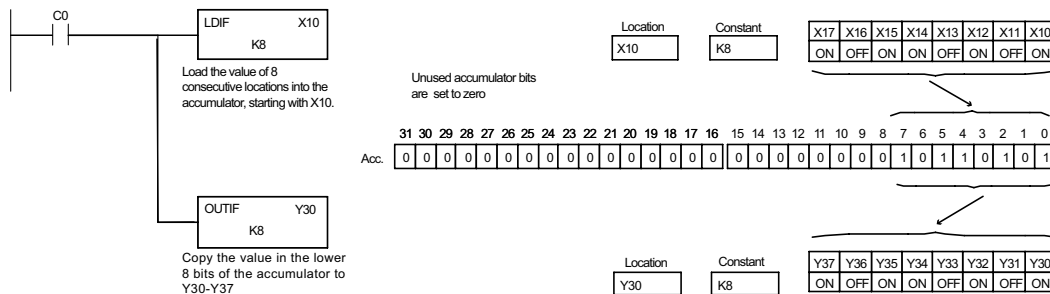 C0
LDIF X10
K8
Load the value of 8
consecutive locations into the
accumulator, starting with X10.
Location Constant
X10 K8
X17 X16 X15 X14 X13 X12 X11 X10
ON OFF ON ON OFF ON OFF ON
Unused accumulator bits
are set to zero
31 30 29 28 27 26 25 24 23 22 21 20 19 18 17 16 15 14 13 12 11 10 9 8 7 6 5 4 3 2 1 0
Acc. 0 0 0 0 0 0 0 0 0 0 0 0 0 0 0 0 0 0 0 0 0 0 0 0 1 0 1 1 0 1 0 1
OUTIF Y30
K8
Copy the value in the lower
8 bits of the accumulator to
Y30-Y37
Location Constant
Y30 K8
Y37 Y36 Y35 Y34 Y33 Y32 Y31 Y30
ON OFF ON ON OFF ON OFF ON